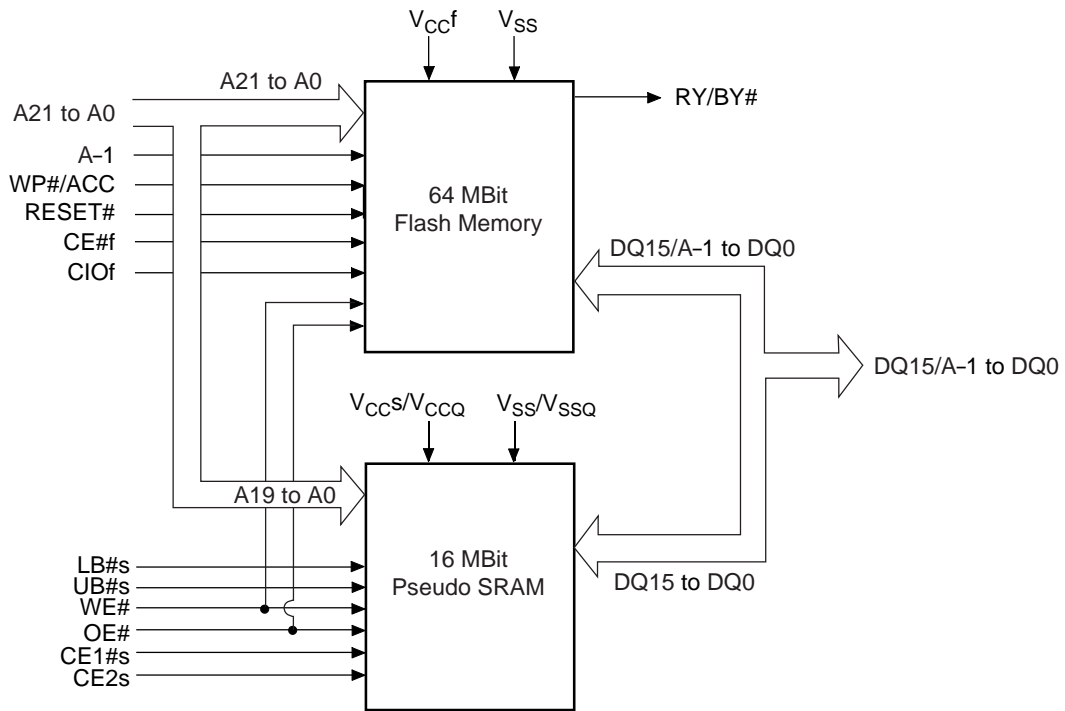 VCCf VSS
A21 to A0
A21 to A0
RY/BY#
A–1
WP#/ACC
RESET#
CE#f
CIOf
64 MBit
Flash Memory
DQ15/A–1 to DQ0
DQ15/A–1 to DQ0
VCCs/VCCQ VSS/VSSQ
A19 to A0
LB#s
UB#s
WE#
OE#
CE1#s
CE2s
16 MBit
Pseudo SRAM
DQ15 to DQ0